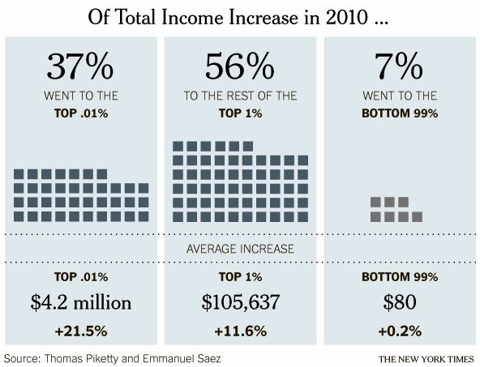 Of Total Income Increase in 2010 ...
37%
WENT TO THE
TOP .01%
56%
TO THE REST OF THE
TOP 1%
7%
WENT TO THE
BOTTOM 99%
AVERAGE INCREASE
TOP .01%
$4.2 million
+21.5%
TOP 1%
$105,637
+11.6%
BOTTOM 99%
$80
+0.2%
Source: Thomas Piketty and Emmanuel Saez
THE NEW YORK TIMES